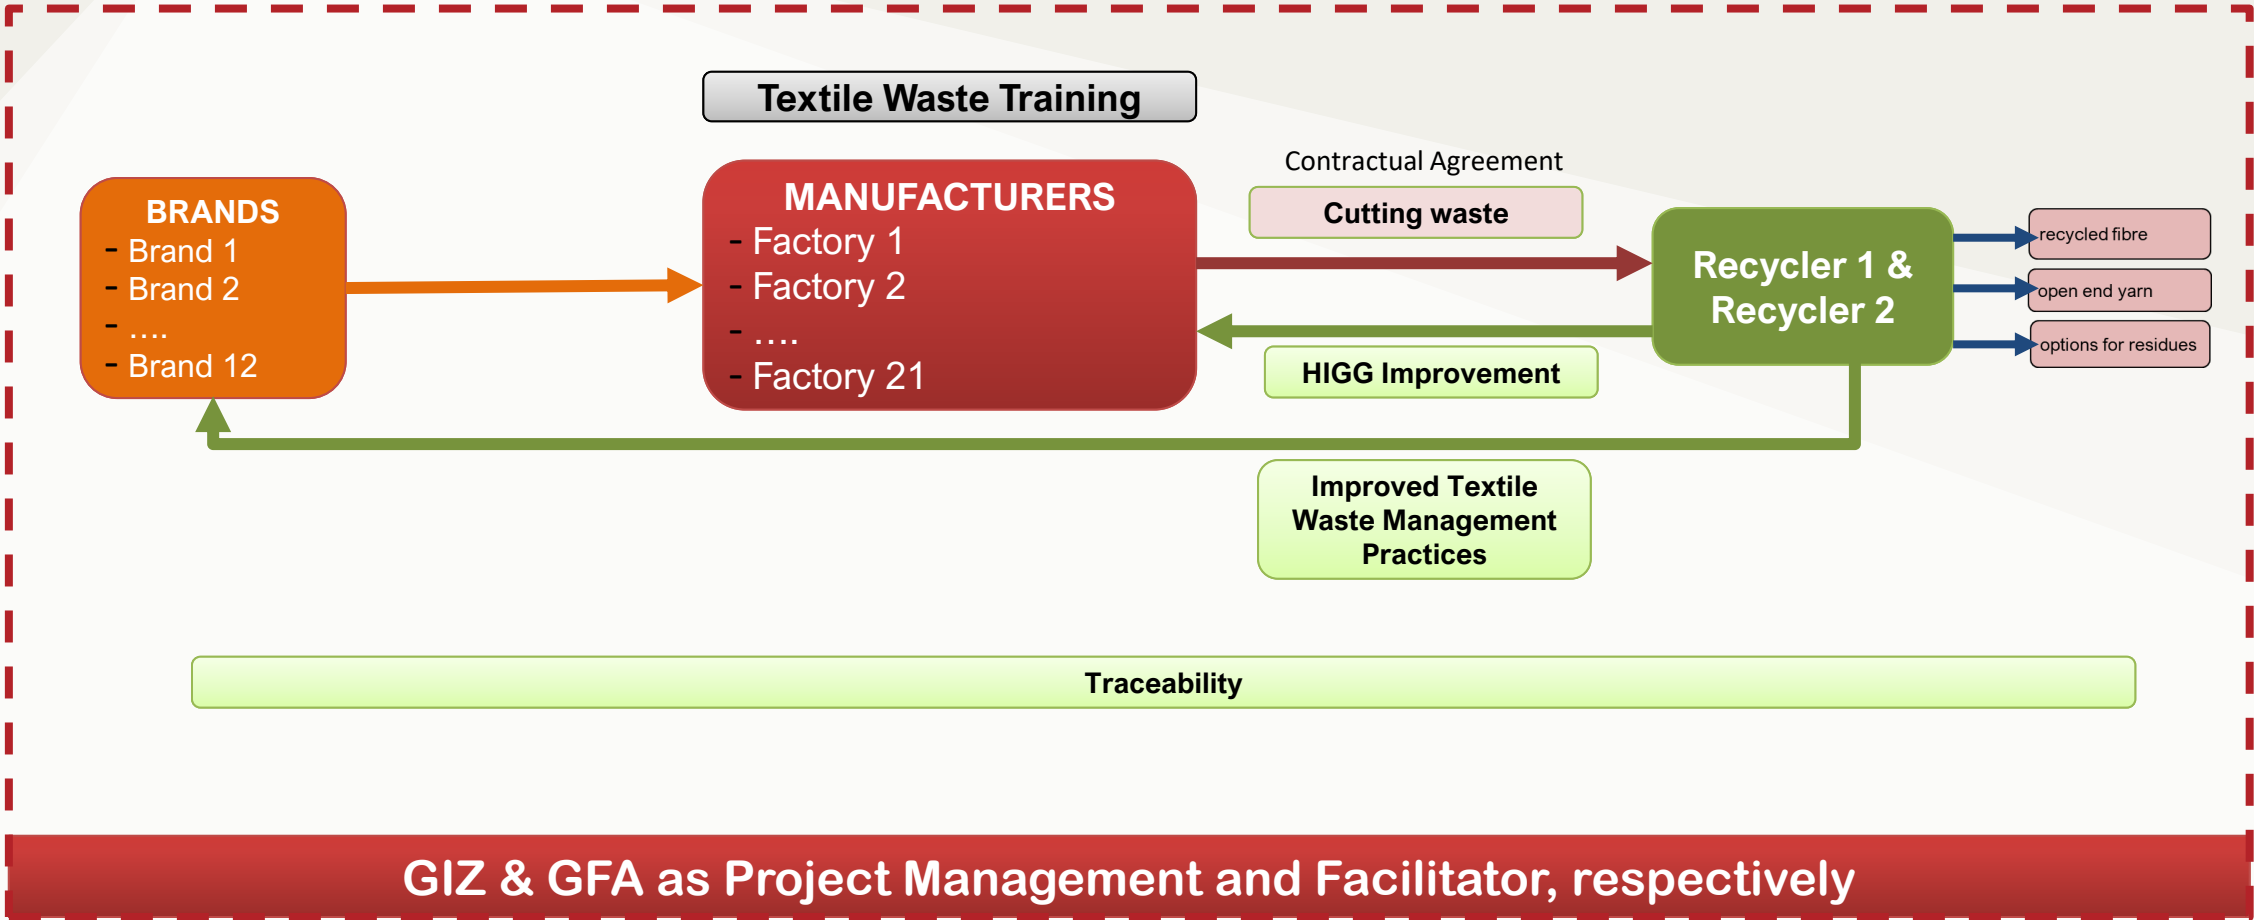 Textile Waste Training
BRANDS
- Brand 1
- Brand 2
- ....
- Brand 12
MANUFACTURERS
- Factory 1
- Factory 2
- ....
- Factory 21
Contractual Agreement
Cutting waste
HIGG Improvement
Recycler 1 &
Recycler 2
recycled fibre
open end yarn
options for residues
Improved Textile
Waste Management
Practices
Traceability
GIZ & GFA as Project Management and Facilitator, respectively